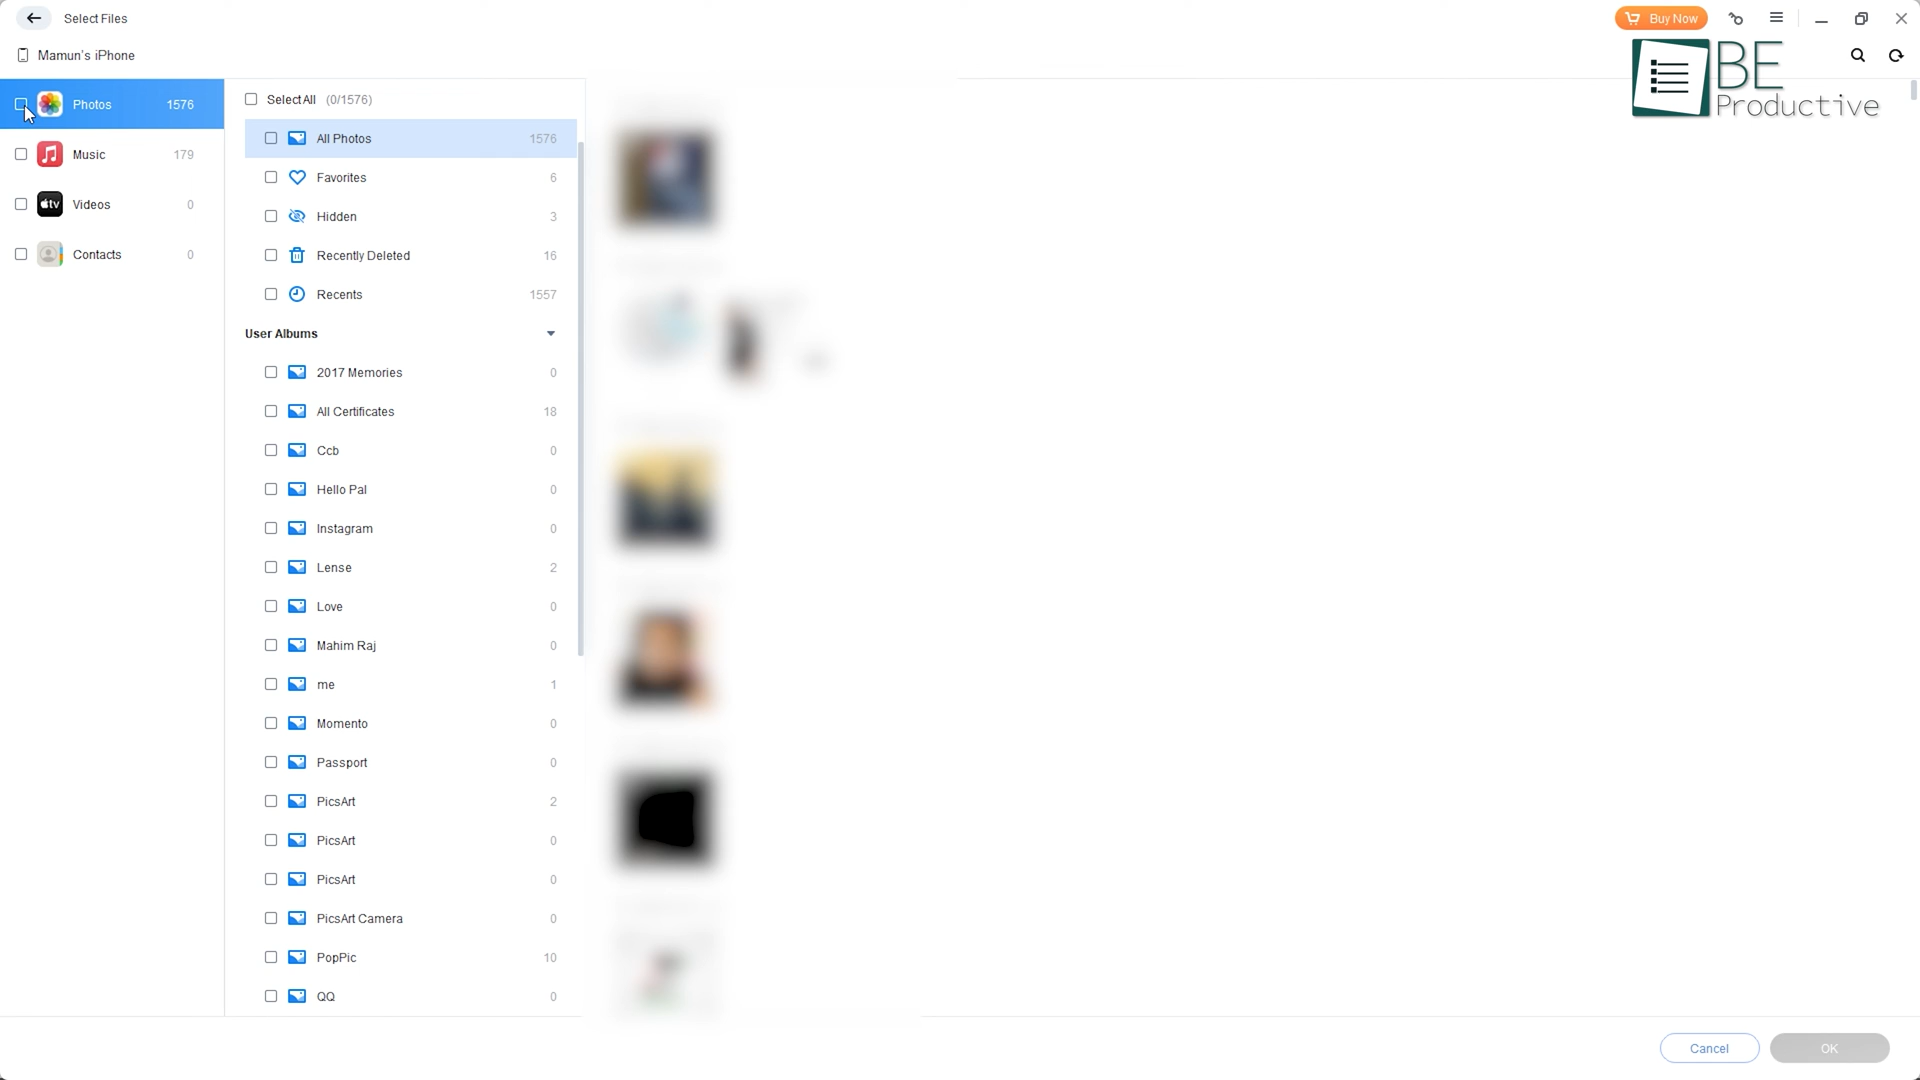 Select Files
Buy Now
Mamun's iPhone
BE
Productive
Photos 1576
Music 179
tv Videos 0
Contacts 0
Select All (0/1576)
All Photos 1576
Favorites 6
Hidden 3
Recently Deleted 16
Recents 1557
User Albums
2017 Memories 0
All Certificates 18
Ccb 0
Hello Pal 0
Instagram 0
Lense 2
Love 0
Mahim Raj 0
me 1
Momento 0
Passport 0
PicsArt 2
PicsArt 0
PicsArt 0
PicsArt Camera 0
PopPic 10
QQ 0
Cancel
OK